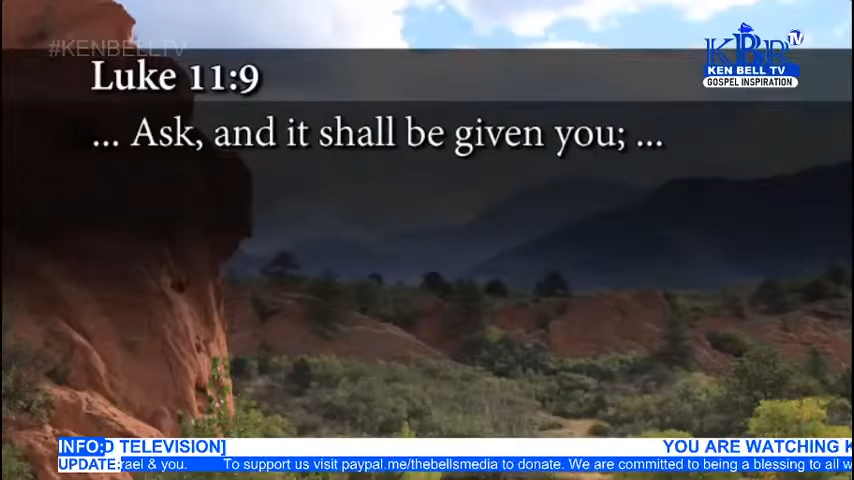 #KENBELLTV
KBR TV
KEN BELL TV
GOSPEL INSPIRATION
Luke 11:9
... Ask, and it shall be given you; ...
INFO: D TELEVISION] YOU ARE WATCHING K
UPDATE: rael & you. To support us visit paypal.me/thebellsmedia to donate. We are committed to being a blessing to all w